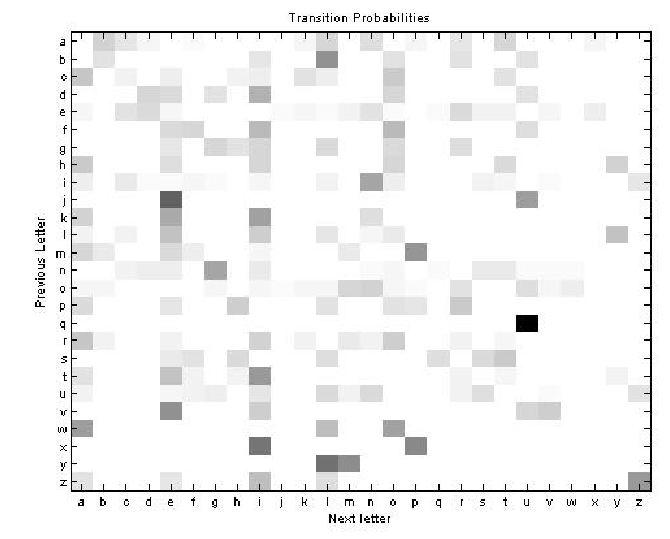 Transition Probabilities
Previous Letter
a
b
c
d
e
f
g
h
i
j
k
l
m
n
o
p
q
r
s
t
u
v
w
x
y
z
a b c d e f g h i j k l m n o p q r s t u v w x y z
Next letter